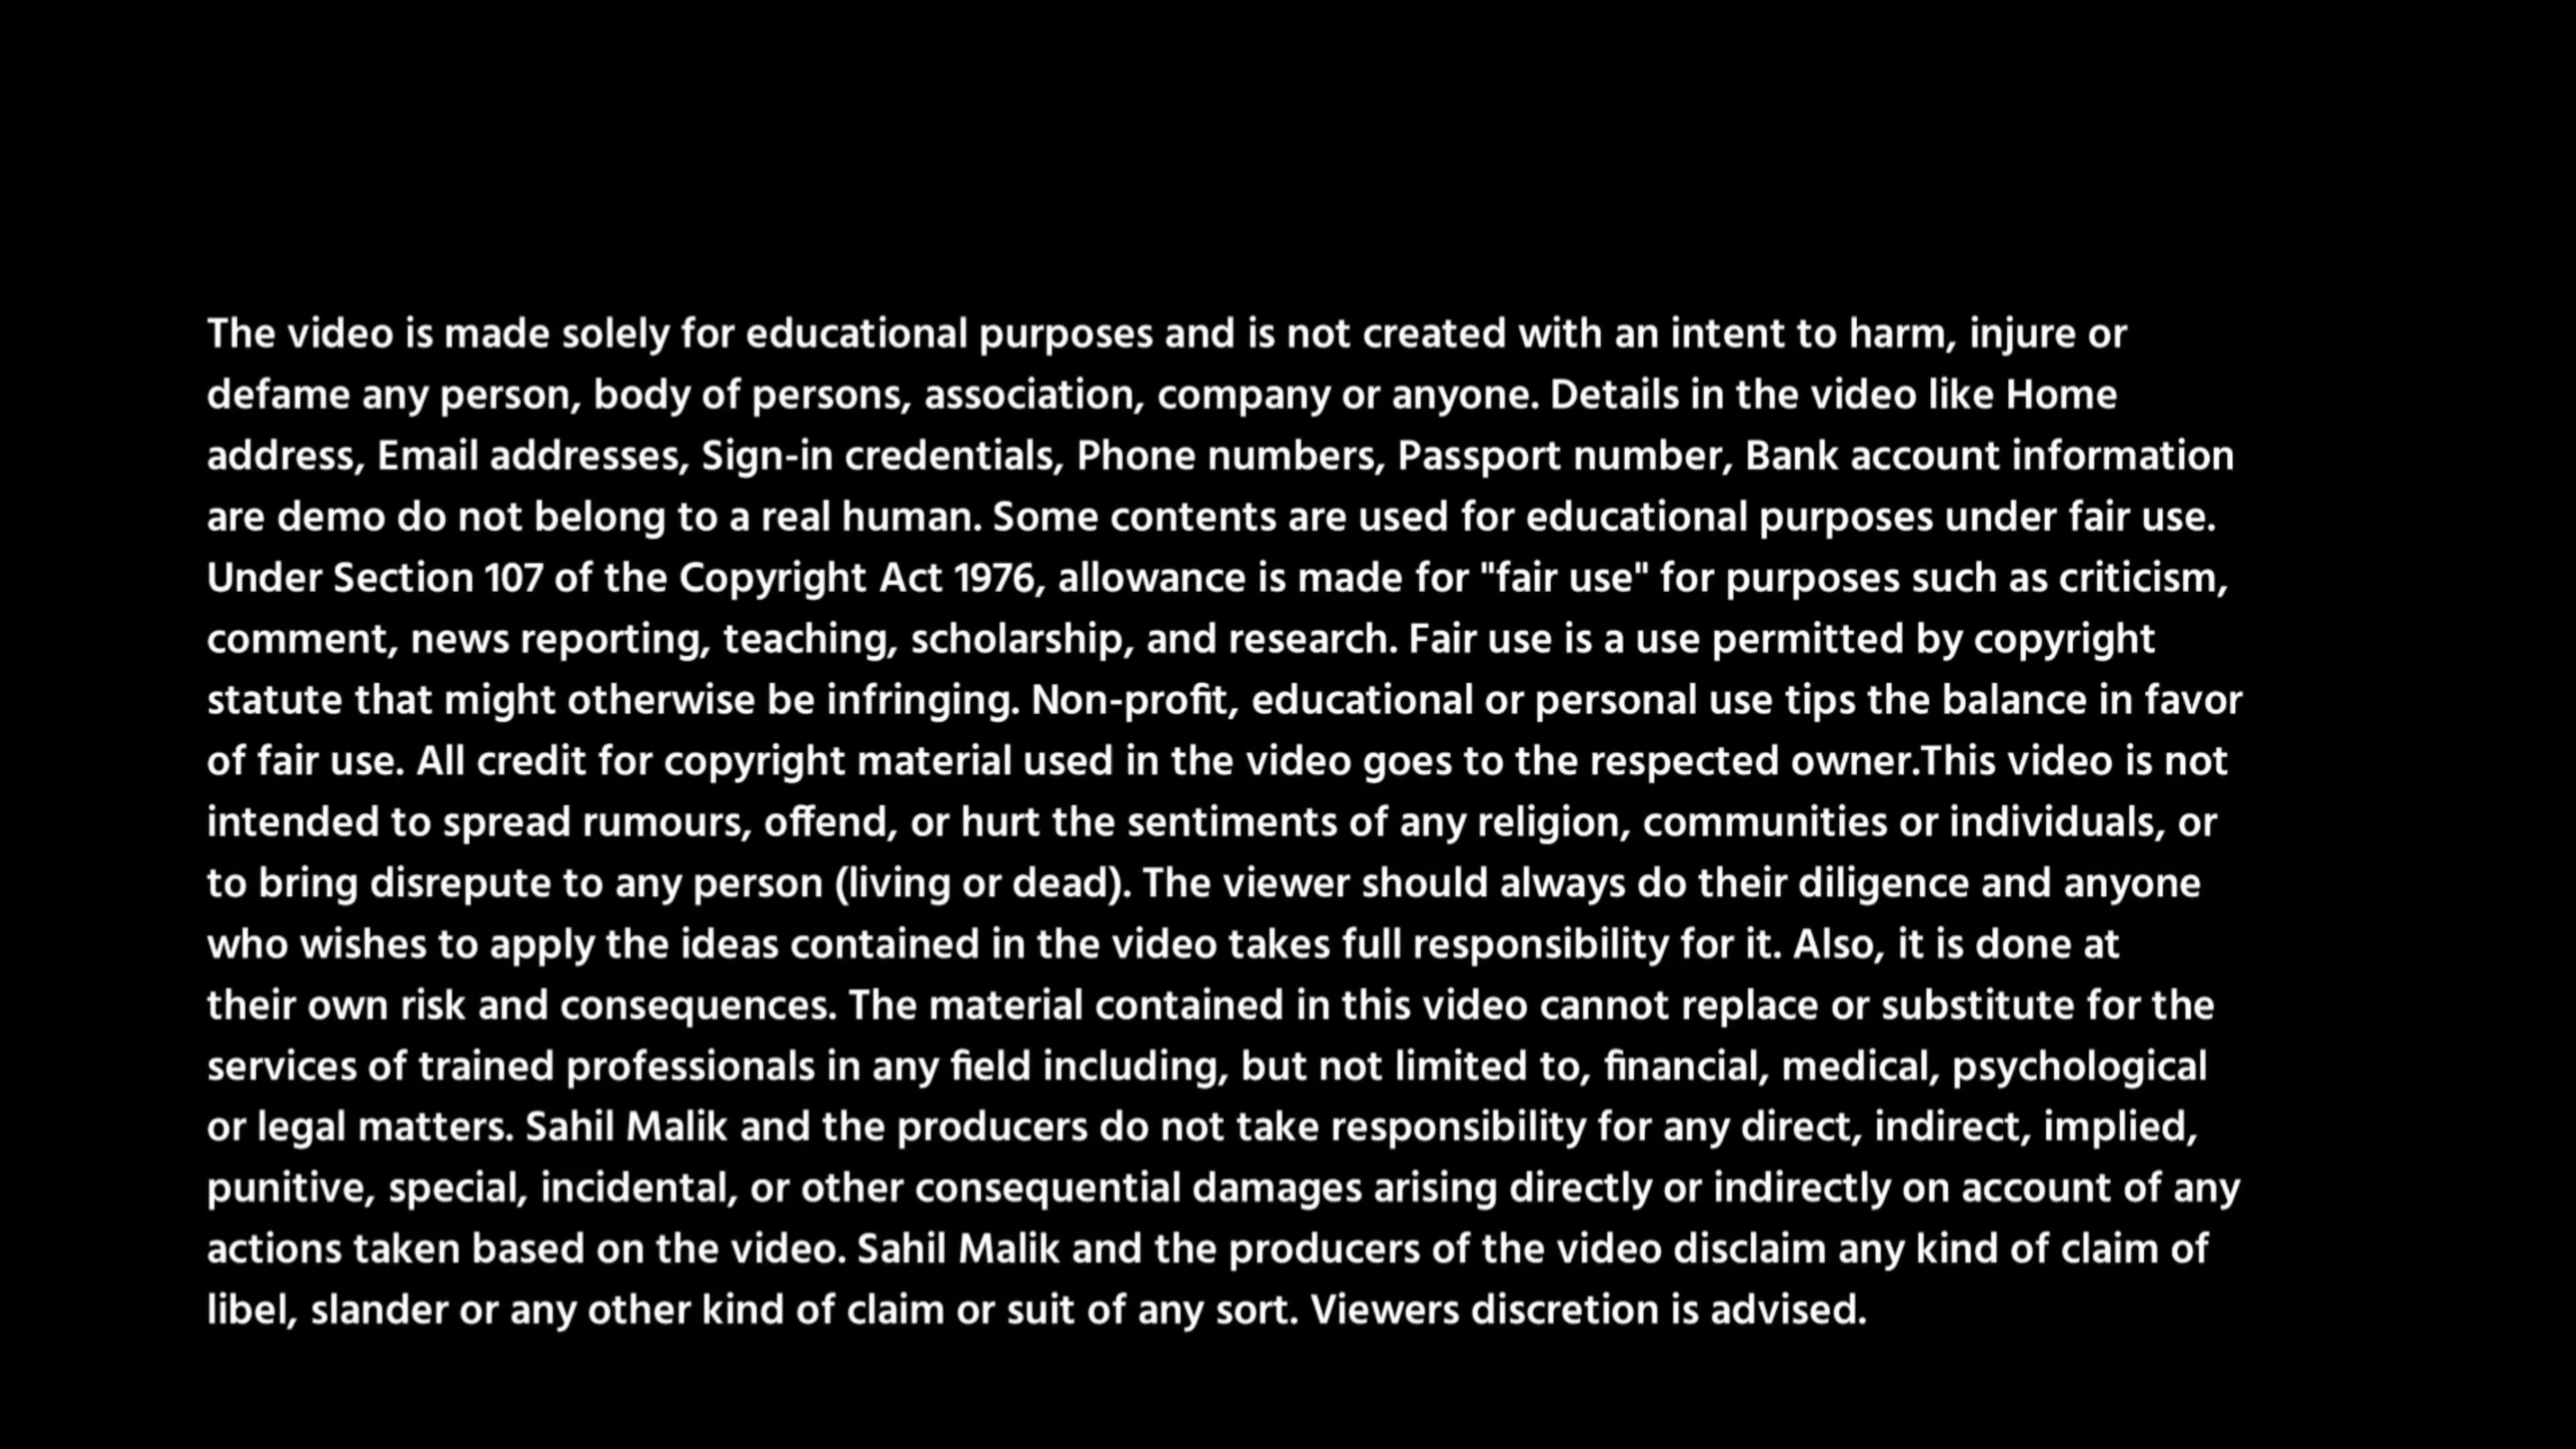 The video is made solely for educational purposes and is not created with an intent to harm, injure or
defame any person, body of persons, association, company or anyone. Details in the video like Home
address, Email addresses, Sign-in credentials, Phone numbers, Passport number, Bank account information
are demo do not belong to a real human. Some contents are used for educational purposes under fair use.
Under Section 107 of the Copyright Act 1976, allowance is made for "fair use" for purposes such as criticism,
comment, news reporting, teaching, scholarship, and research. Fair use is a use permitted by copyright
statute that might otherwise be infringing. Non-profit, educational or personal use tips the balance in favor
of fair use. All credit for copyright material used in the video goes to the respected owner.This video is not
intended to spread rumours, offend, or hurt the sentiments of any religion, communities or individuals, or
to bring disrepute to any person (living or dead). The viewer should always do their diligence and anyone
who wishes to apply the ideas contained in the video takes full responsibility for it. Also, it is done at
their own risk and consequences. The material contained in this video cannot replace or substitute for the
services of trained professionals in any field including, but not limited to, financial, medical, psychological
or legal matters. Sahil Malik and the producers do not take responsibility for any direct, indirect, implied,
punitive, special, incidental, or other consequential damages arising directly or indirectly on account of any
actions taken based on the video. Sahil Malik and the producers of the video disclaim any kind of claim of
libel, slander or any other kind of claim or suit of any sort. Viewers discretion is advised.